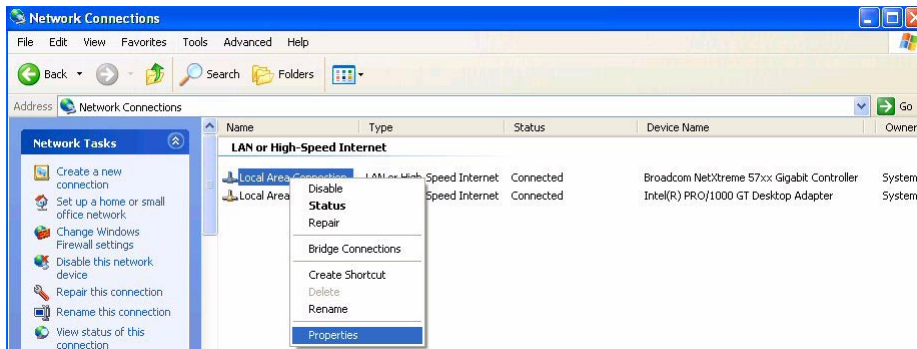 Network Connections
File Edit View Favorites Tools Advanced Help
Back Search Folders
Address Network Connections Go
Name Type Status Device Name Owner
Network Tasks
LAN or High-Speed Internet
Create a new
connection
Set up a home or small
office network
Change Windows
Firewall settings
Disable this network
device
Repair this connection
Rename this connection
View status of this
connection
Local Area Connection LAN or High-Speed Internet Connected Broadcom NetXtreme 57xx Gigabit Controller System
Local Area Speed Internet Connected Intel(R) PRO/1000 GT Desktop Adapter System
Disable
Status
Repair
Bridge Connections
Create Shortcut
Delete
Rename
Properties